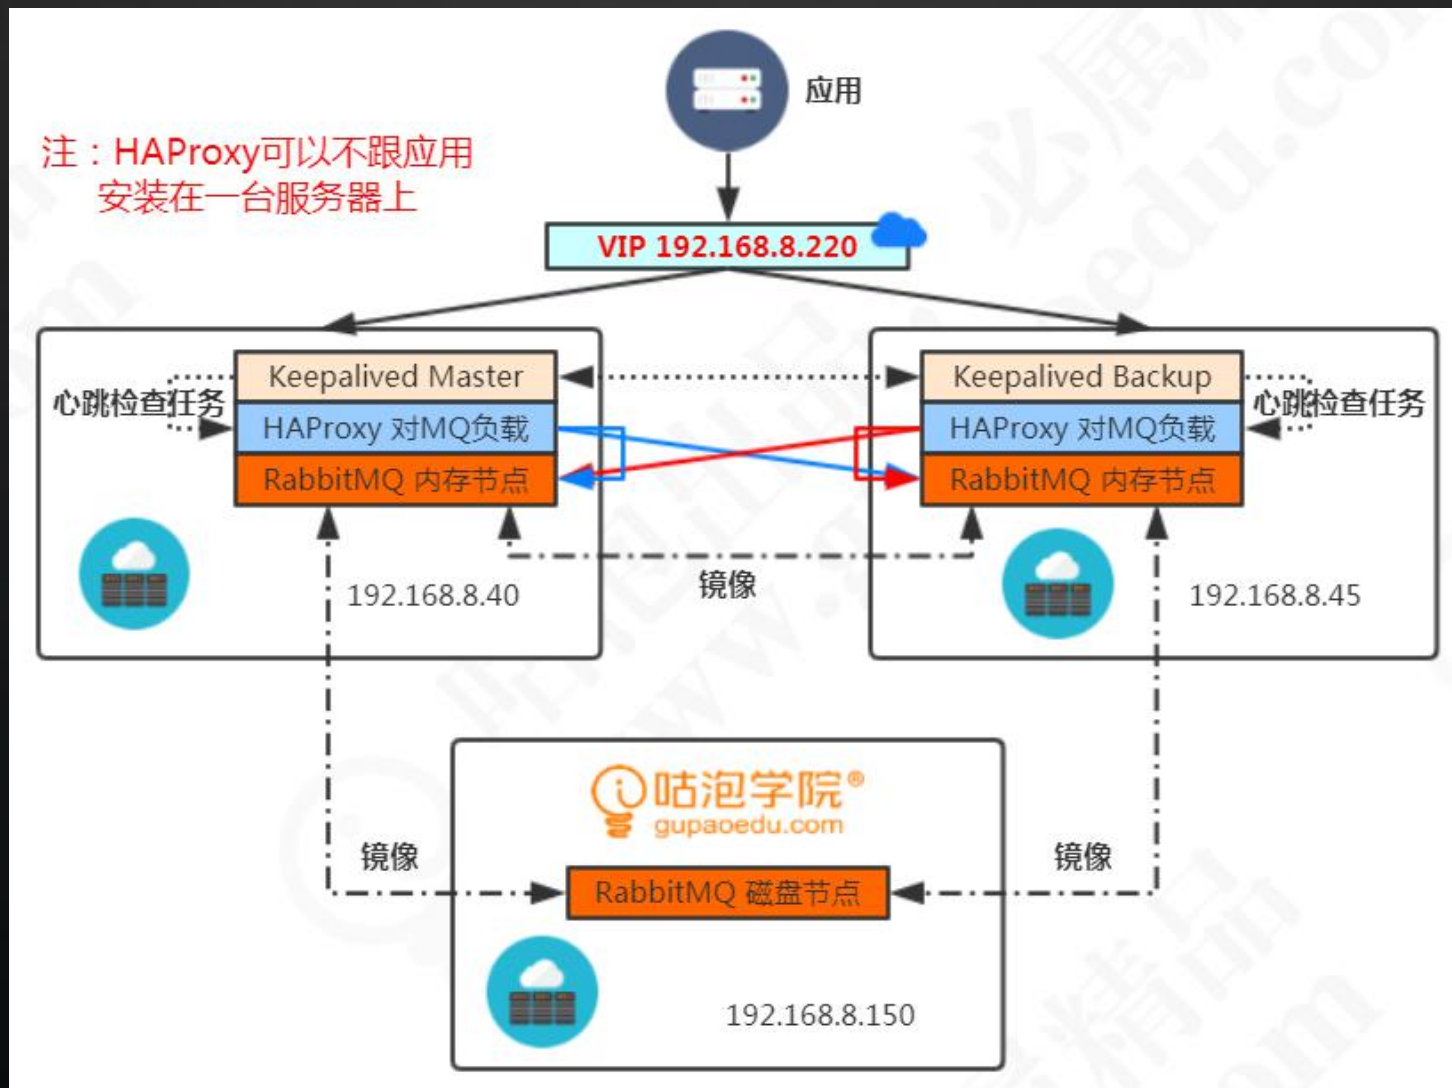 应用
注：HAProxy可以不跟应用
安装在一台服务器上
VIP 192.168.8.220
Keepalived Master
心跳检查任务
HAProxy 对MQ负载
RabbitMQ 内存节点
192.168.8.40
Keepalived Backup
心跳检查任务
HAProxy 对MQ负载
RabbitMQ 内存节点
192.168.8.45
镜像
咕泡学院®
gupaoedu.com
镜像
镜像
RabbitMQ 磁盘节点
192.168.8.150